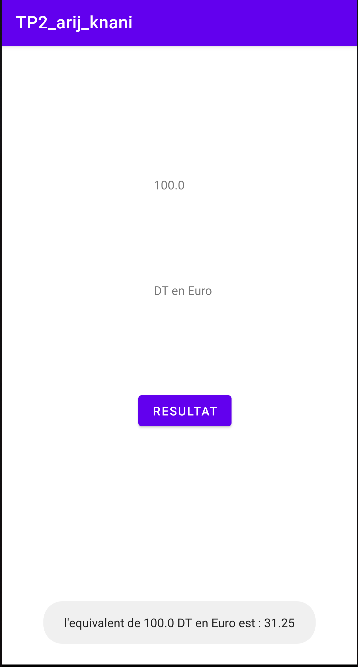 TP2_arij_knani
100.0
DT en Euro
RESULTAT
l'equivalent de 100.0 DT en Euro est : 31.25